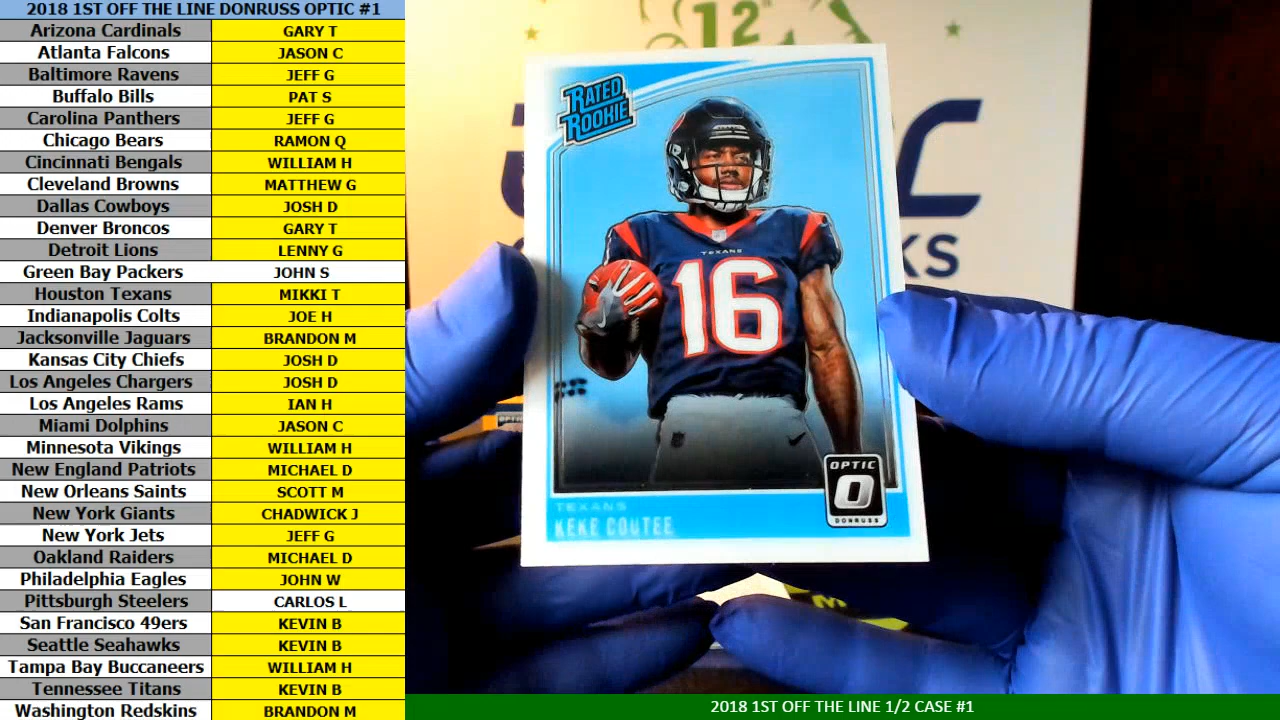 2018 1ST OFF THE LINE DONRUSS OPTIC #1
Arizona Cardinals GARY T
Atlanta Falcons JASON C
Baltimore Ravens JEFF G
Buffalo Bills PAT S
Carolina Panthers JEFF G
Chicago Bears RAMON Q
Cincinnati Bengals WILLIAM H
Cleveland Browns MATTHEW G
Dallas Cowboys JOSH D
Denver Broncos GARY T
Detroit Lions LENNY G
Green Bay Packers JOHN S
Houston Texans MIKKI T
Indianapolis Colts JOE H
Jacksonville Jaguars BRANDON M
Kansas City Chiefs JOSH D
Los Angeles Chargers JOSH D
Los Angeles Rams IAN H
Miami Dolphins JASON C
Minnesota Vikings WILLIAM H
New England Patriots MICHAEL D
New Orleans Saints SCOTT M
New York Giants CHADWICK J
New York Jets JEFF G
Oakland Raiders MICHAEL D
Philadelphia Eagles JOHN W
Pittsburgh Steelers CARLOS L
San Francisco 49ers KEVIN B
Seattle Seahawks KEVIN B
Tampa Bay Buccaneers WILLIAM H
Tennessee Titans KEVIN B
Washington Redskins BRANDON M
12"
RATED
ROOKIE
TEXANS
16
OPTIC
O
DONRUSS
TEXANS
KEKE COUTEE
2018 1ST OFF THE LINE 1/2 CASE #1